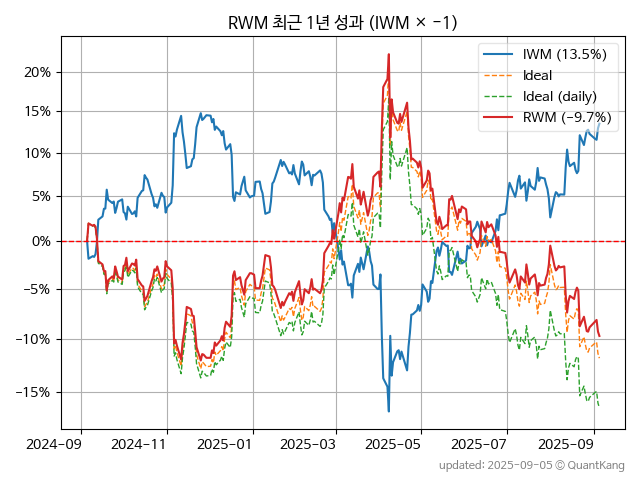 RWM 최근 1년 성과 (IWM × −1)
IWM (13.5%)
Ideal
Ideal (daily)
RWM (−9.7%)
20%
15%
10%
5%
0%
−5%
−10%
−15%
2024−09
2024−11
2025−01
2025−03
2025−05
2025−07
2025−09
updated: 2025−09−05 © QuantKang